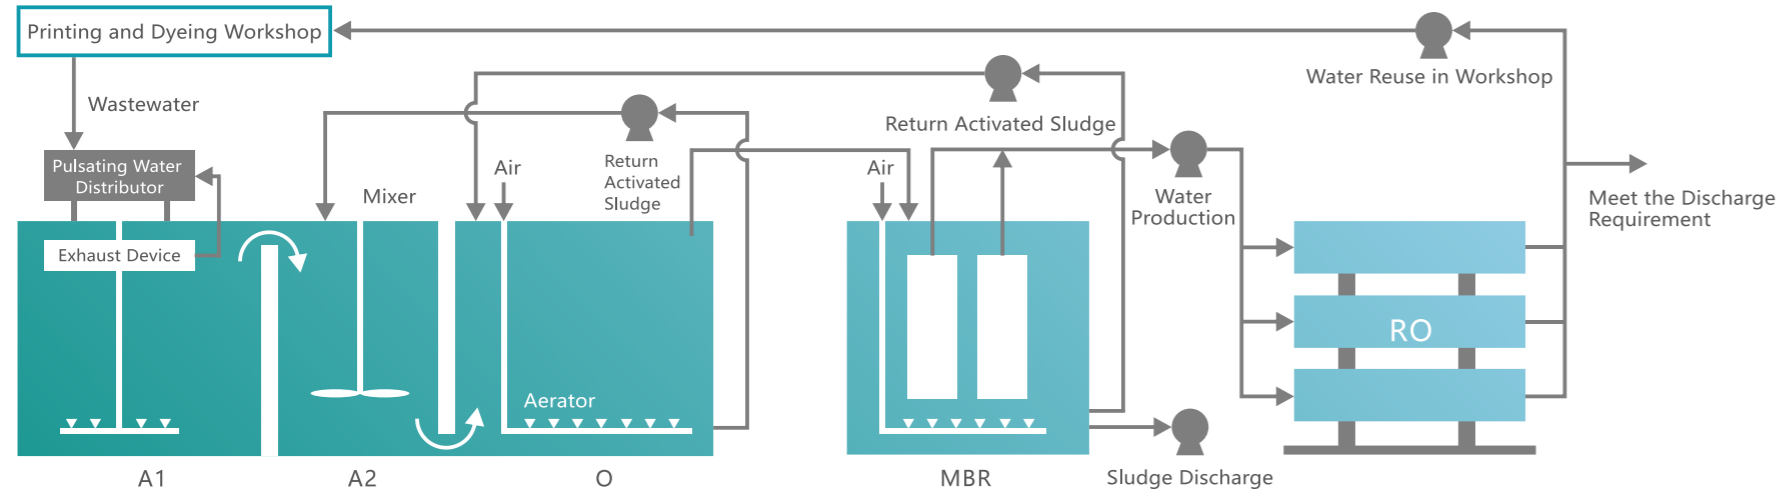 Printing and Dyeing Workshop
Water Reuse in Workshop
Wastewater
Return Activated Sludge
Pulsating Water
Distributor
Mixer
Return
Activated
Sludge
Air
Air
Water
Production
Meet the Discharge
Requirement
Exhaust Device
RO
Aerator
A1
A2
O
MBR
Sludge Discharge